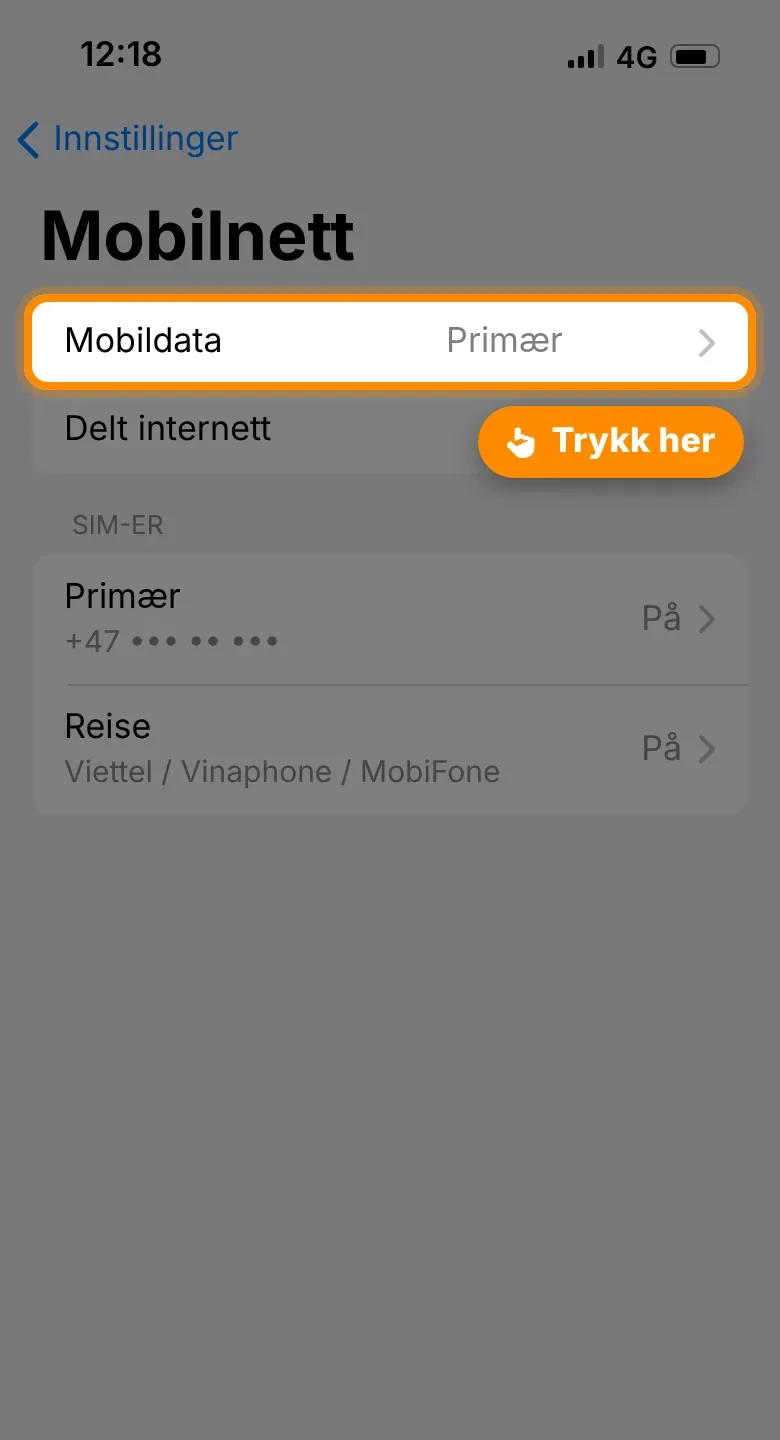 12:18 4G
Innstillinger
Mobilnett
Mobildata Primær
Delt internett
Trykk her
SIM-ER
Primær
+47 ••• •• •••
På
Reise
Viettel / Vinaphone / MobiFone
På